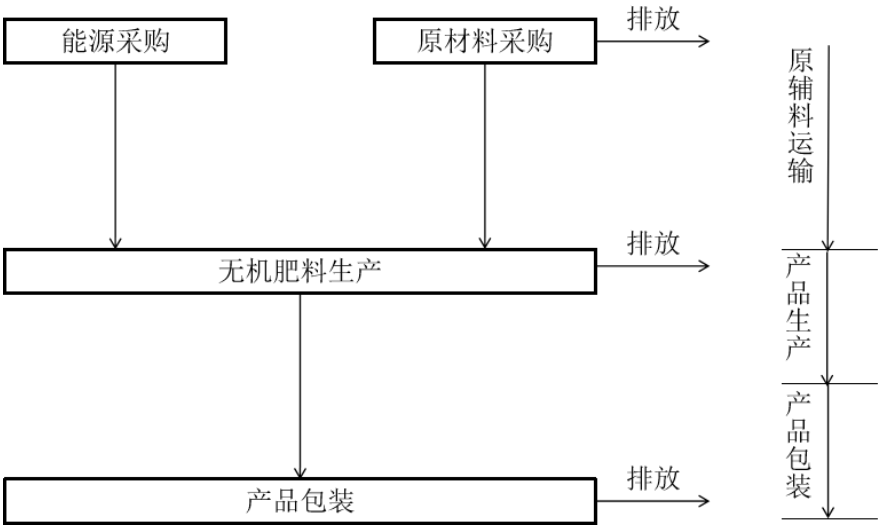 能源采购
原材料采购
排放
原辅料运输
无机肥料生产
排放
产品生产
产品包装
排放
产品包装